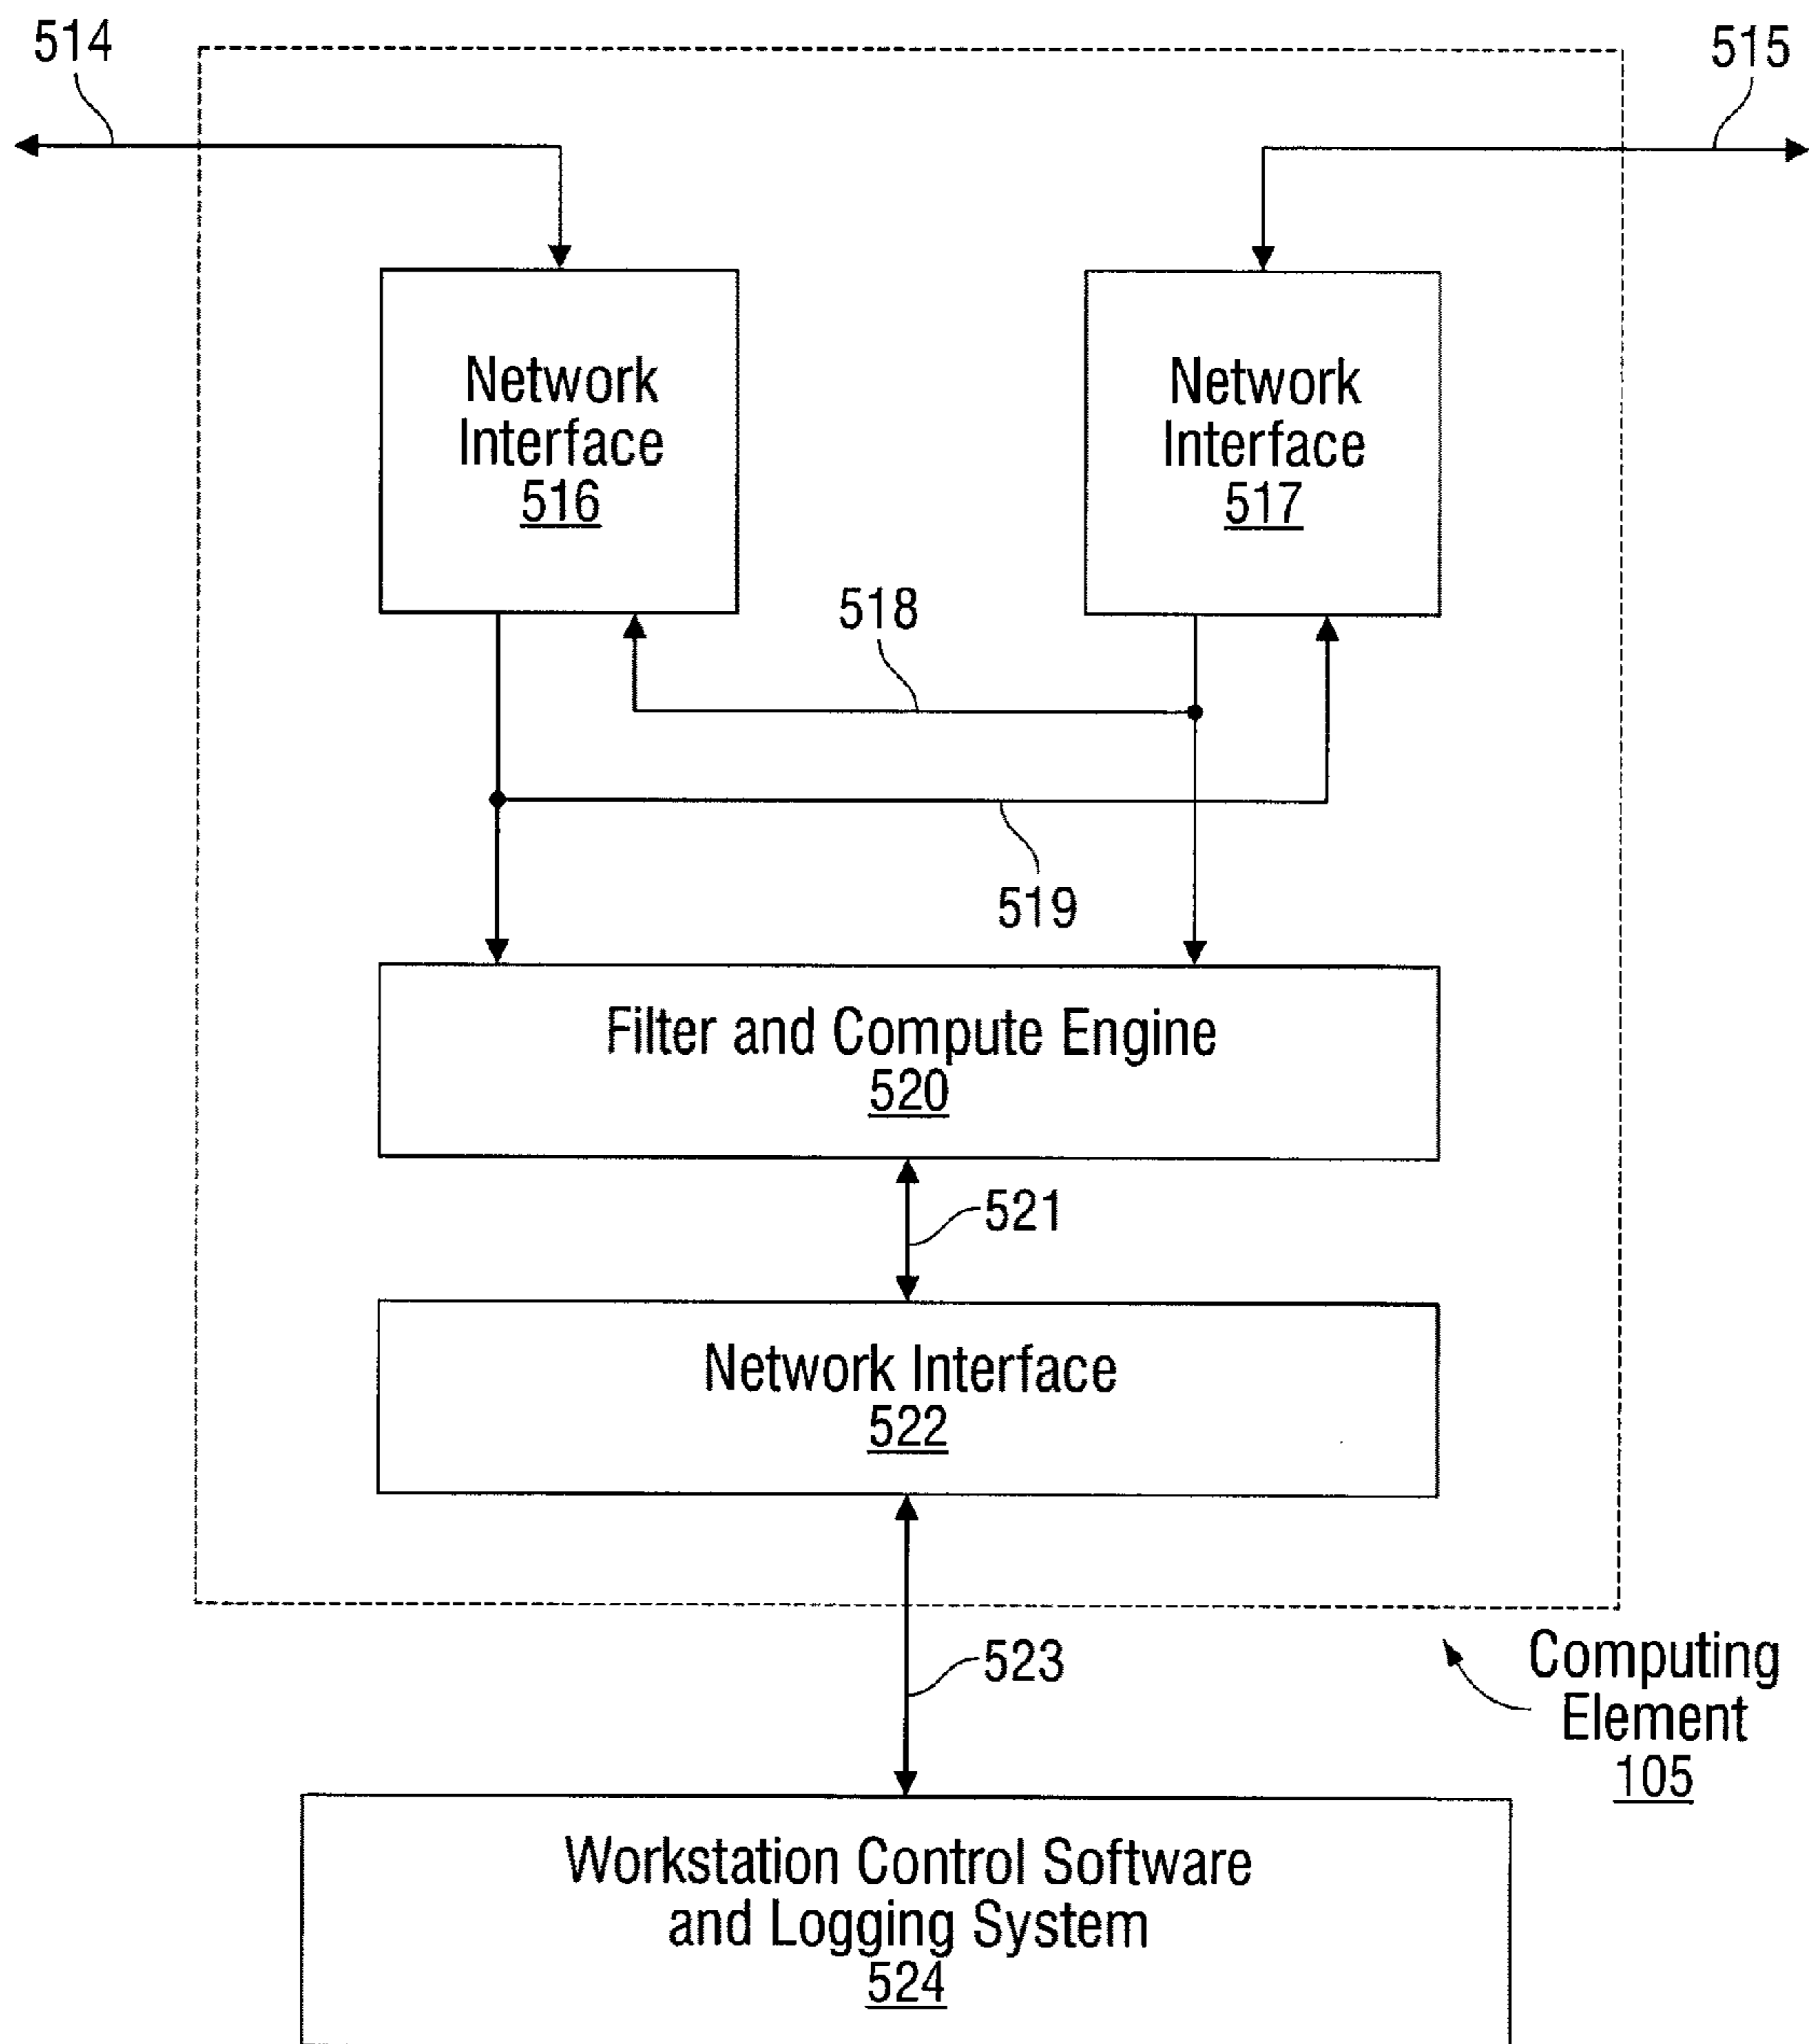 514
515
Network
Interface
516
Network
Interface
517
518
519
Filter and Compute Engine
520
521
Network Interface
522
523
Computing
Element
105
Workstation Control Software
and Logging System
524